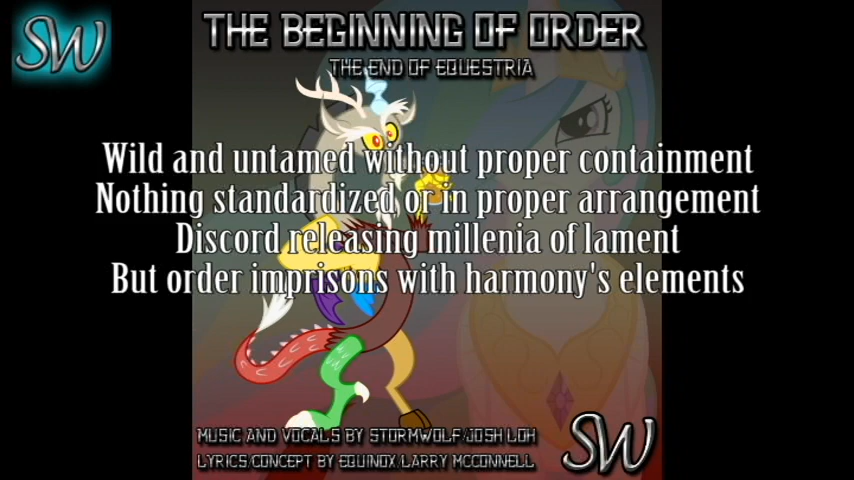 SW
THE BEGINNING OF ORDER
THE END OF EQUESTRIA
Wild and untamed without proper containment
Nothing standardized or in proper arrangement
Discord releasing millenia of lament
But order imprisons with harmony's elements
MUSIC AND VOCALS BY STORMWOLF/JOSH LOH
LYRICS/CONCEPT BY EQUINOX/LARRY MCCONNELL
SW